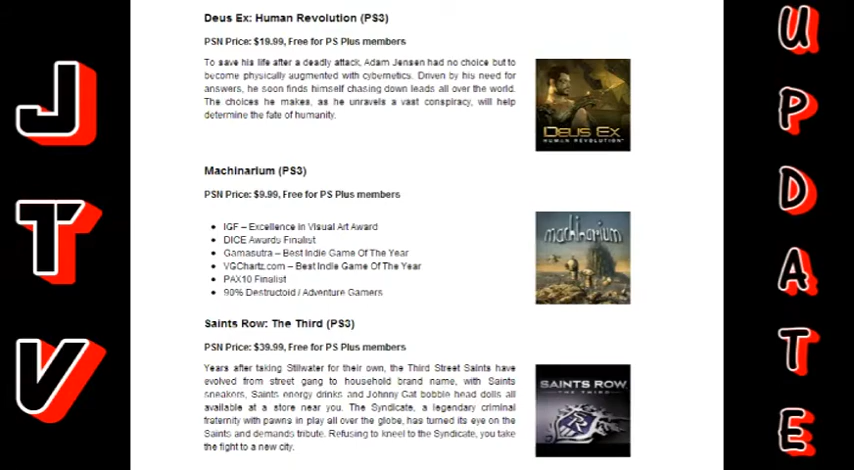 J
T
V
U
P
D
A
T
E
Deus Ex: Human Revolution (PS3)
PSN Price: $19.99, Free for PS Plus members
To save his life after a deadly attack, Adam Jensen had no choice but to
become physically augmented with cybernetics. Driven by his need for
answers, he soon finds himself chasing down leads all over the world.
The choices he makes, as he unravels a vast conspiracy, will help
determine the fate of humanity.
DEUS EX
HUMAN REVOLUTION
Machinarium (PS3)
PSN Price: $9.99, Free for PS Plus members
• IGF – Excellence in Visual Art Award
• DICE Awards Finalist
• Gamasutra – Best Indie Game Of The Year
• VGChartz.com – Best Indie Game Of The Year
• PAX10 Finalist
• 90% Destructoid / Adventure Gamers
machinarium
Saints Row: The Third (PS3)
PSN Price: $39.99, Free for PS Plus members
Years after taking Stilwater for their own, the Third Street Saints have
evolved from street gang to household brand name, with Saints
sneakers, Saints energy drinks and Johnny Gat bobble head dolls all
available at a store near you. The Syndicate, a legendary criminal
fraternity with pawns in play all over the globe, has turned its eye on the
Saints and demands tribute. Refusing to kneel to the Syndicate, you take
the fight to a new city.
SAINTS ROW
THE THIRD